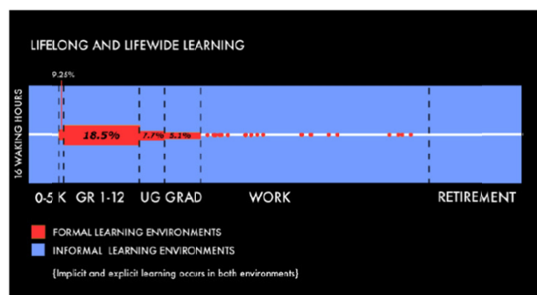 LIFELONG AND LIFEWIDE LEARNING
9.25%
16 WAKING HOURS
18.5% 7.7% 5.1%
0-5 K GR 1-12 UG GRAD WORK RETIREMENT
FORMAL LEARNING ENVIRONMENTS
INFORMAL LEARNING ENVIRONMENTS
{Implicit and explicit learning occurs in both environments}